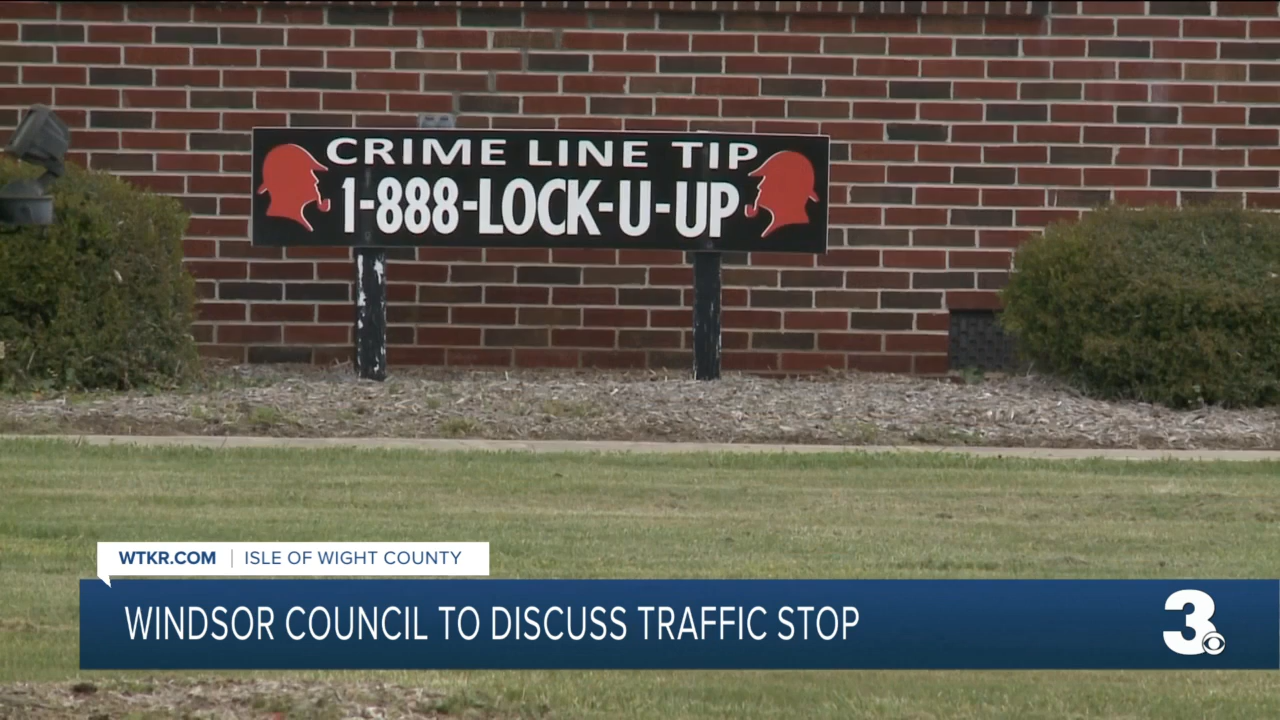 CRIME LINE TIP
1-888-LOCK-U-UP
WTKR.COM | ISLE OF WIGHT COUNTY
WINDSOR COUNCIL TO DISCUSS TRAFFIC STOP
3